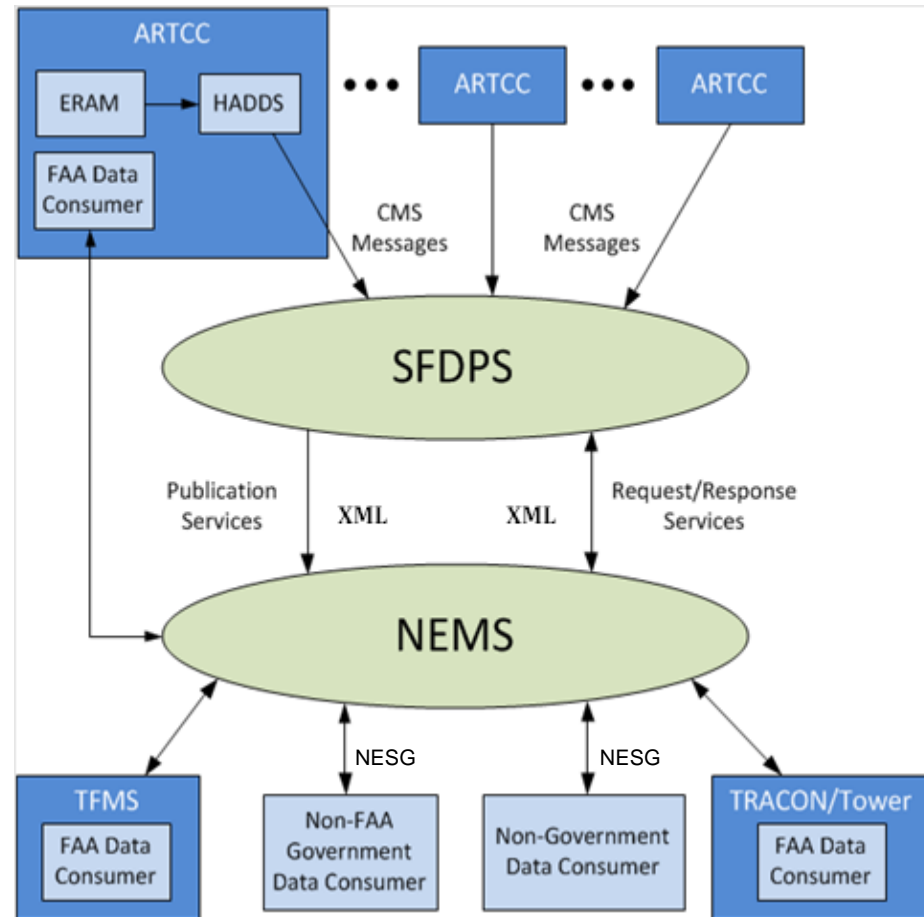 ARTCC
ERAM
HADDS
FAA Data
Consumer
ARTCC
ARTCC
CMS
Messages
CMS
Messages
SFDPS
Publication
Services
XML
XML
Request/Response
Services
NEMS
NESG
NESG
TFMS
FAA Data
Consumer
Non-FAA
Government
Data Consumer
Non-Government
Data Consumer
TRACON/Tower
FAA Data
Consumer